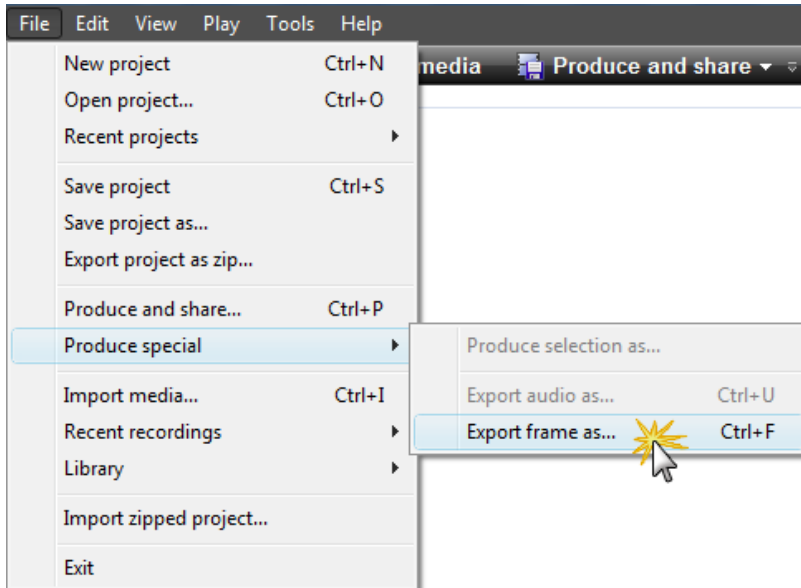 File Edit View Play Tools Help
New project Ctrl+N
media Produce and share
Open project... Ctrl+O
Recent projects
Save project Ctrl+S
Save project as...
Export project as zip...
Produce and share... Ctrl+P
Produce special
Produce selection as...
Import media... Ctrl+I
Export audio as... Ctrl+U
Recent recordings
Export frame as... Ctrl+F
Library
Import zipped project...
Exit